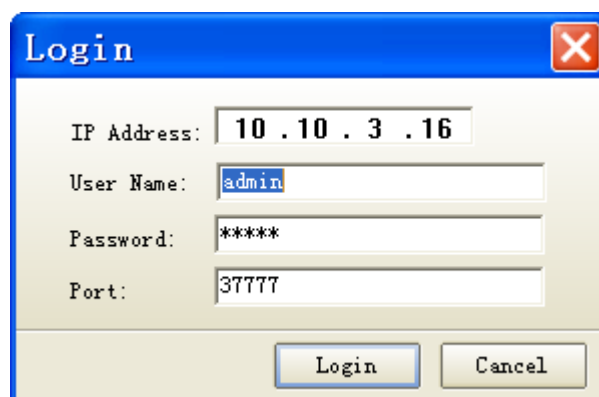 Login
IP Address: 10 . 10 . 3 . 16
User Name: admin
Password: *****
Port: 37777
Login Cancel